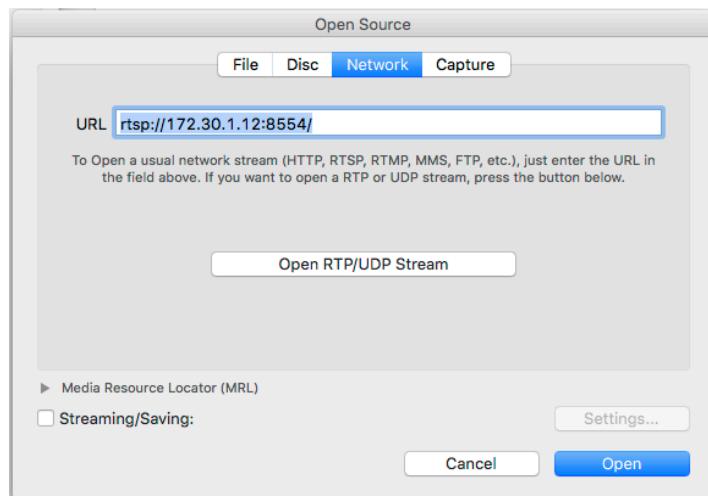 Open Source
File Disc Network Capture
URL rtsp://172.30.1.12:8554/
To Open a usual network stream (HTTP, RTSP, RTMP, MMS, FTP, etc.), just enter the URL in
the field above. If you want to open a RTP or UDP stream, press the button below.
Open RTP/UDP Stream
Media Resource Locator (MRL)
Streaming/Saving: Settings...
Cancel Open